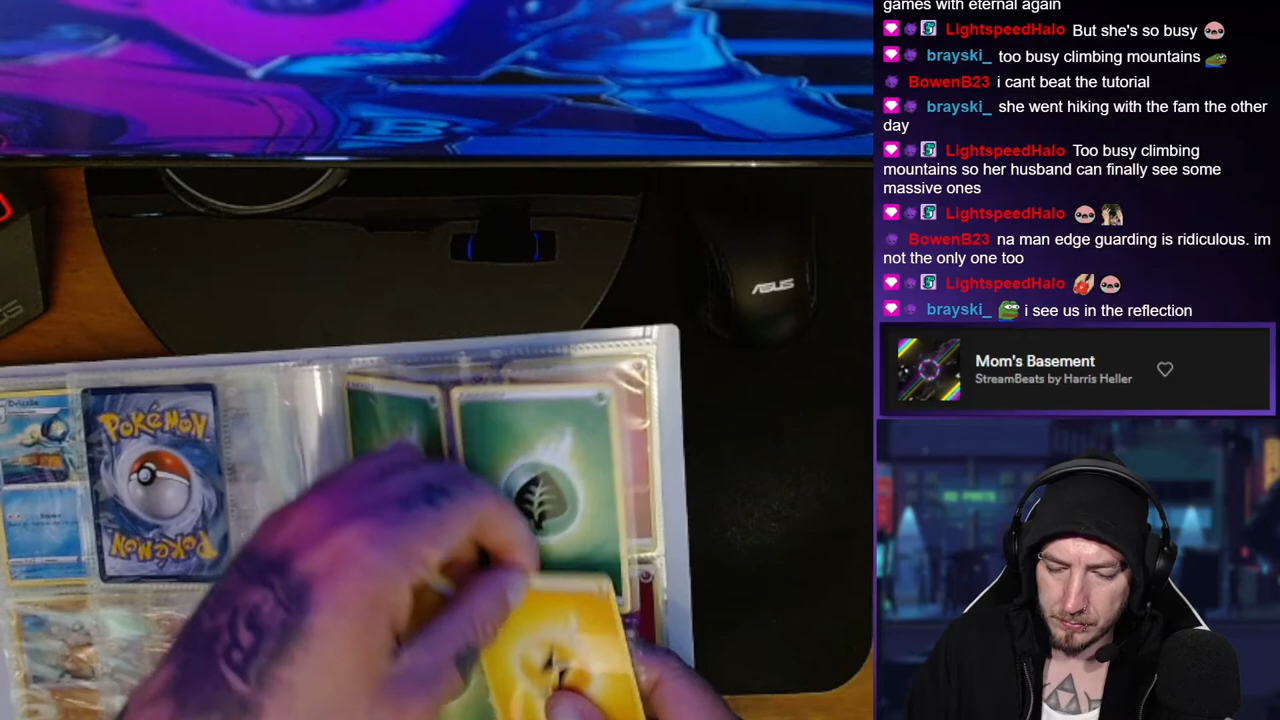 games with eternal again
LightspeedHalo But she's so busy
brayski_ too busy climbing mountains
BowenB23 i cant beat the tutorial
brayski_ she went hiking with the fam the other
day
LightspeedHalo Too busy climbing
mountains so her husband can finally see some
massive ones
LightspeedHalo
BowenB23 na man edge guarding is ridiculous. im
not the only one too
LightspeedHalo
brayski_ i see us in the reflection
Mom's Basement
StreamBeats by Harris Heller
ASUS
Drizzile
POKéMON
POKéMON